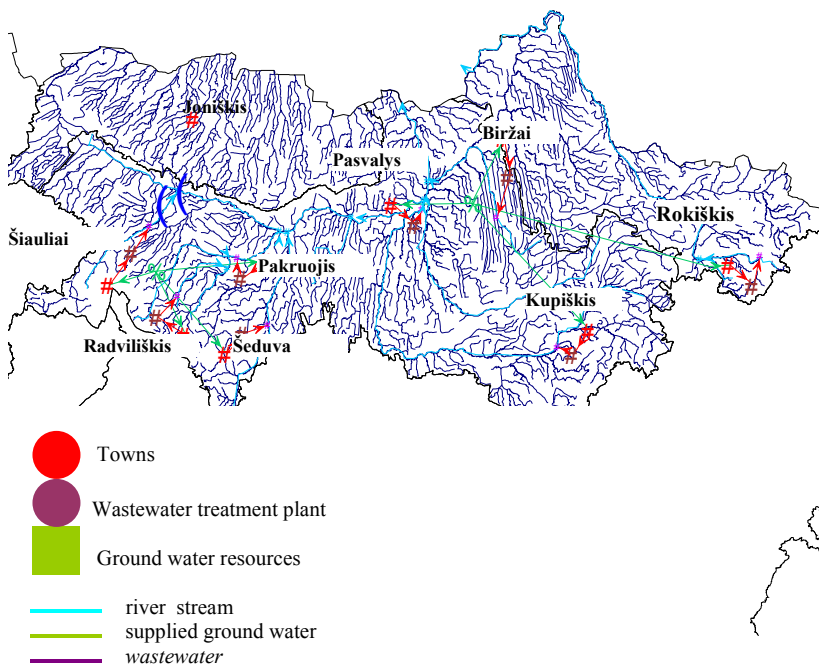 Joniškis
Biržai
Pasvalys
Rokiškis
Šiauliai
Pakruojis
Kupiškis
Radviliškis
Šeduva
Towns
Wastewater treatment plant
Ground water resources
river stream
supplied ground water
wastewater